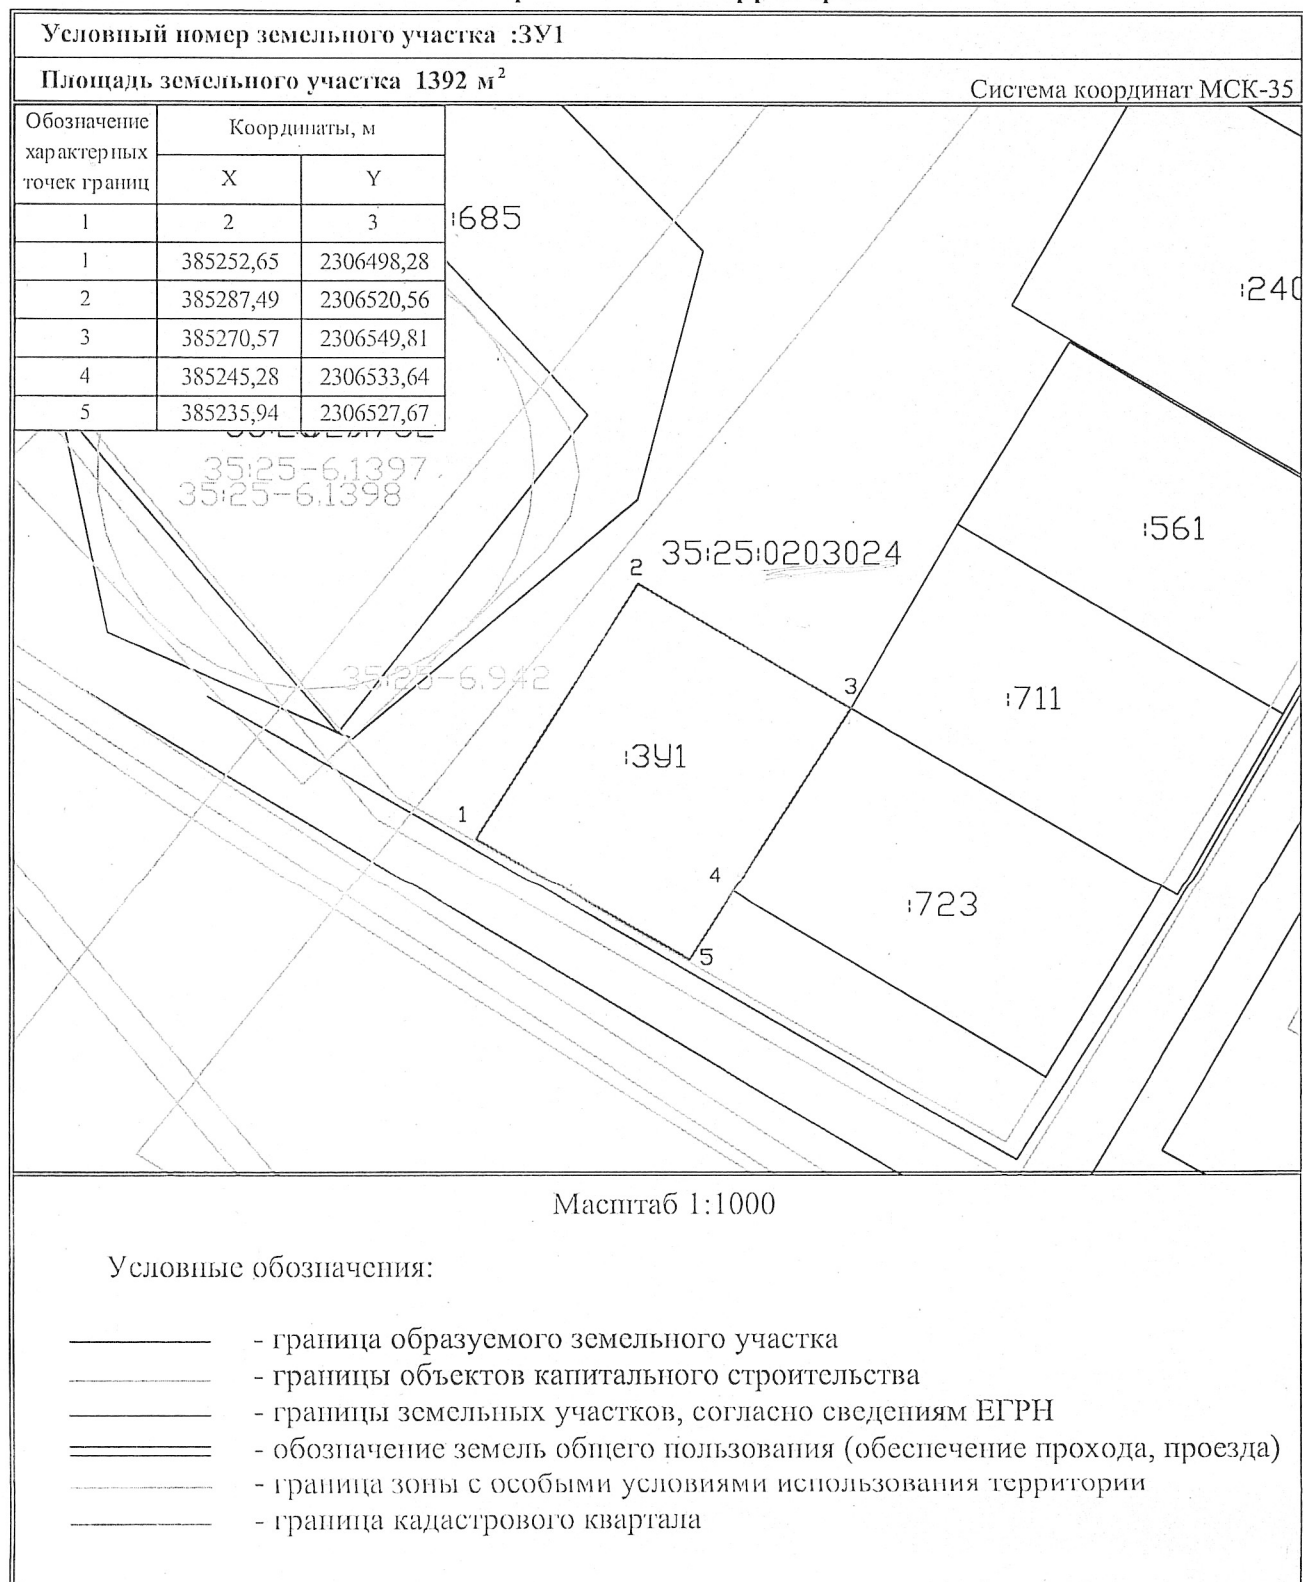 Условный номер земельного участка :ЗУ1
Площадь земельного участка 1392 м²
Система координат МСК-35
Обозначение характерных точек границ
Координаты, м
X Y
1 2 3
1 385252,65 2306498,28
2 385287,49 2306520,56
3 385270,57 2306549,81
4 385245,28 2306533,64
5 385235,94 2306527,67
:685
:240
35:25-6.1397
35:25-6.1398
:561
35:25:0203024
2
35:25-6.942
3
:711
:ЗУ1
1
4
:723
5
Масштаб 1:1000
Условные обозначения:
- граница образуемого земельного участка
- границы объектов капитального строительства
- границы земельных участков, согласно сведениям ЕГРН
- обозначение земель общего пользования (обеспечение прохода, проезда)
- граница зоны с особыми условиями использования территории
- граница кадастрового квартала